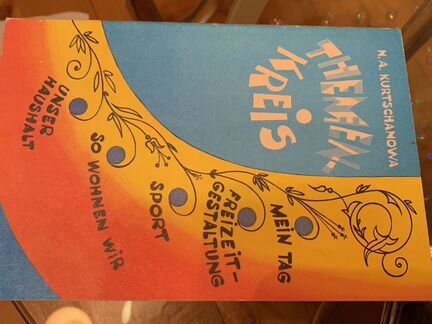 N. A. KURTSCHANOWA
THEMEN-
KREIS
MEIN TAG
FREIZEIT-
GESTALTUNG
SPORT
SO WOHNEN WIR
UNSER
HAUSHALT